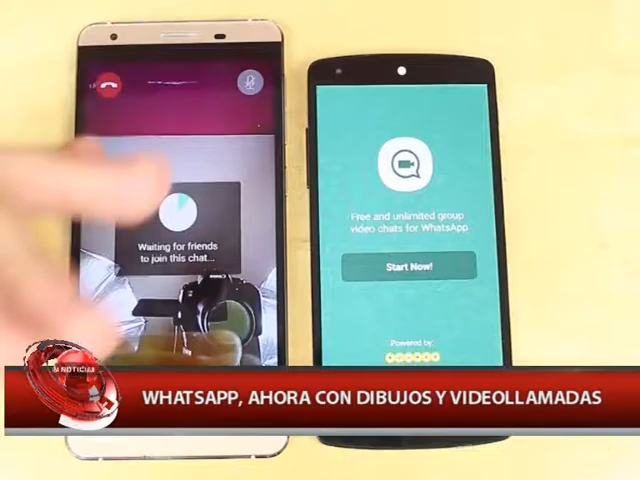 Waiting for friends
to join this chat...
Free and unlimited group
video chats for WhatsApp
Start Now!
Powered by:
NOTICIA
WHATSAPP, AHORA CON DIBUJOS Y VIDEOLLAMADAS